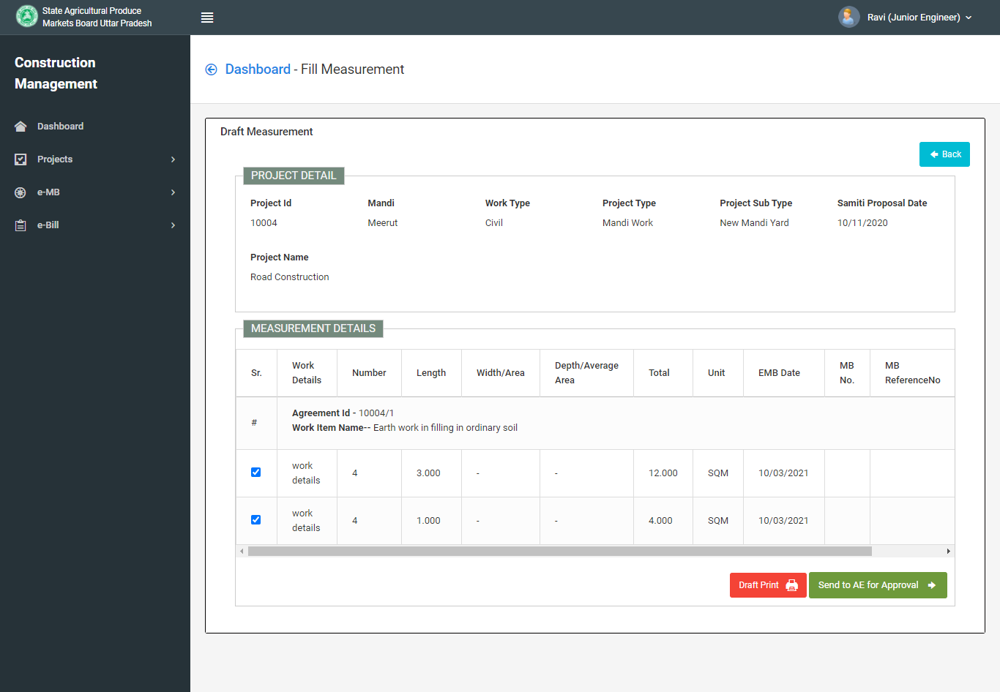 State Agricultural Produce
Markets Board Uttar Pradesh
Ravi (Junior Engineer)
Construction
Management
Dashboard
Projects
e-MB
e-Bill
Dashboard - Fill Measurement
Draft Measurement
Back
PROJECT DETAIL
Project Id Mandi Work Type Project Type Project Sub Type Samiti Proposal Date
10004 Meerut Civil Mandi Work New Mandi Yard 10/11/2020
Project Name
Road Construction
MEASUREMENT DETAILS
Sr. Work Details Number Length Width/Area Depth/Average Area Total Unit EMB Date MB No. MB ReferenceNo
# Agreement Id - 10004/1
Work Item Name-- Earth work in filling in ordinary soil
work details 4 3.000 - - 12.000 SQM 10/03/2021
work details 4 1.000 - - 4.000 SQM 10/03/2021
Draft Print Send to AE for Approval